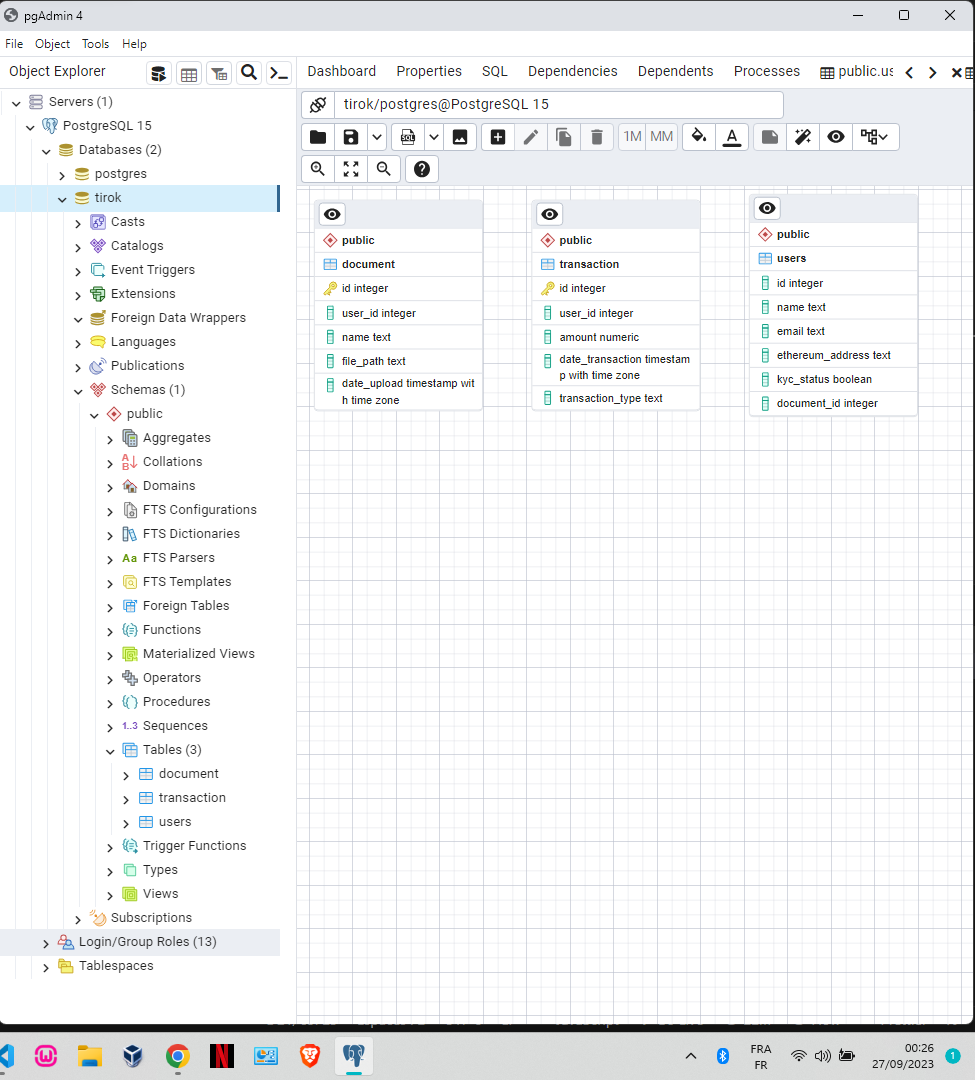 pgAdmin 4
File Object Tools Help
Object Explorer
Dashboard Properties SQL Dependencies Dependents Processes public.us
tirok/postgres@PostgreSQL 15
SQL 1M MM A
Servers (1)
PostgreSQL 15
Databases (2)
postgres
tirok
Casts
Catalogs
Event Triggers
Extensions
Foreign Data Wrappers
Languages
Publications
Schemas (1)
public
Aggregates
Collations
Domains
FTS Configurations
FTS Dictionaries
Aa FTS Parsers
FTS Templates
Foreign Tables
Functions
Materialized Views
Operators
Procedures
1..3 Sequences
Tables (3)
document
transaction
users
Trigger Functions
Types
Views
Subscriptions
Login/Group Roles (13)
Tablespaces
public
document
id integer
user_id integer
name text
file_path text
date_upload timestamp wit
h time zone
public
transaction
id integer
user_id integer
amount numeric
date_transaction timestam
p with time zone
transaction_type text
public
users
id integer
name text
email text
ethereum_address text
kyc_status boolean
document_id integer
FRA
FR
00:26
27/09/2023
1